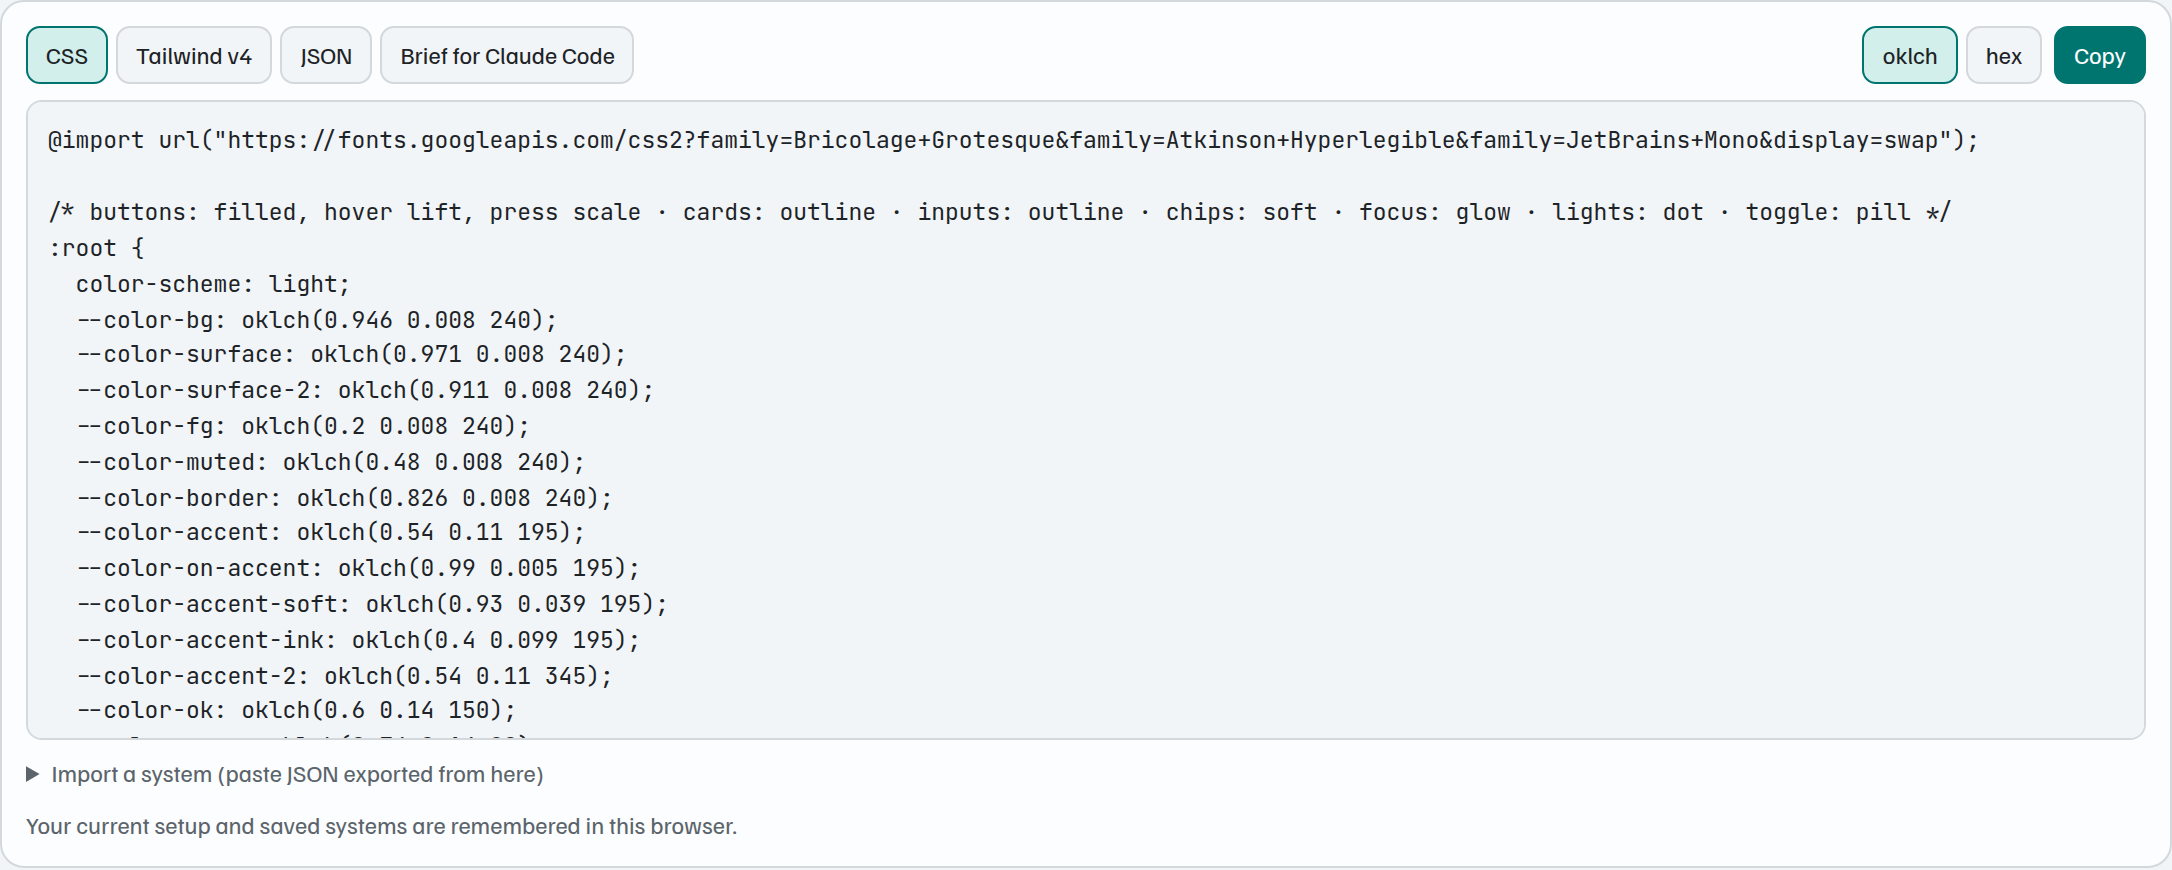 CSS Tailwind v4 JSON Brief for Claude Code oklch hex Copy
@import url("https://fonts.googleapis.com/css2?family=Bricolage+Grotesque&family=Atkinson+Hyperlegible&family=JetBrains+Mono&display=swap");
/* buttons: filled, hover lift, press scale · cards: outline · inputs: outline · chips: soft · focus: glow · lights: dot · toggle: pill */
:root {
  color-scheme: light;
  --color-bg: oklch(0.946 0.008 240);
  --color-surface: oklch(0.971 0.008 240);
  --color-surface-2: oklch(0.911 0.008 240);
  --color-fg: oklch(0.2 0.008 240);
  --color-muted: oklch(0.48 0.008 240);
  --color-border: oklch(0.826 0.008 240);
  --color-accent: oklch(0.54 0.11 195);
  --color-on-accent: oklch(0.99 0.005 195);
  --color-accent-soft: oklch(0.93 0.039 195);
  --color-accent-ink: oklch(0.4 0.099 195);
  --color-accent-2: oklch(0.54 0.11 345);
  --color-ok: oklch(0.6 0.14 150);
Import a system (paste JSON exported from here)
Your current setup and saved systems are remembered in this browser.